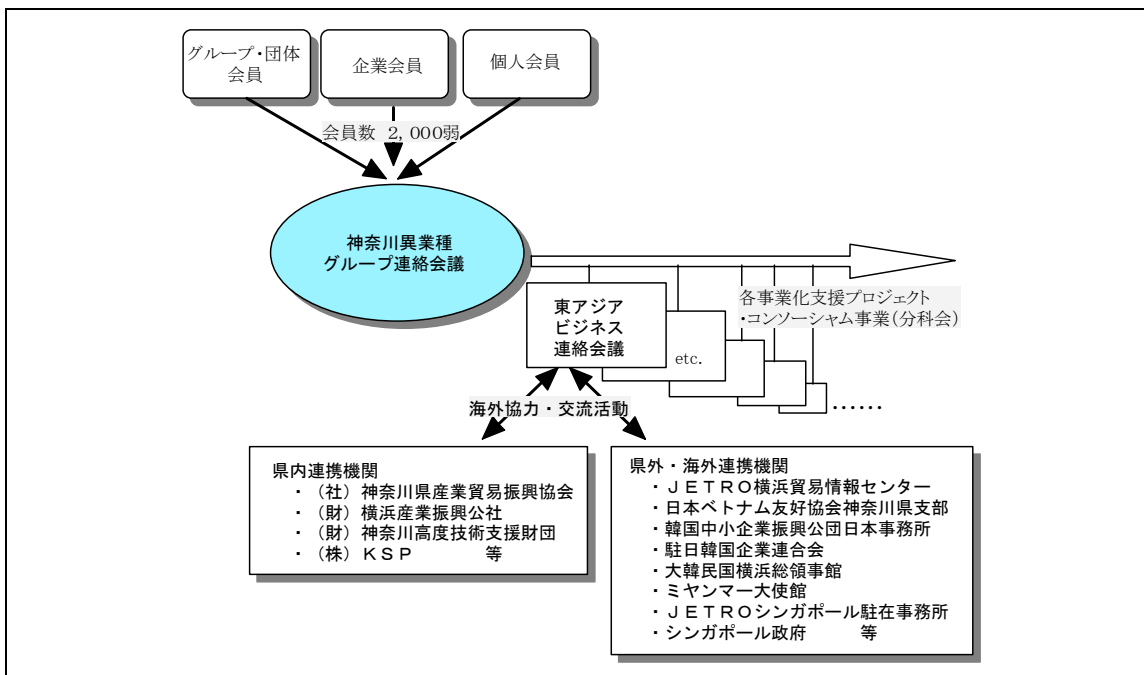 グループ・団体
会員
企業会員
個人会員
会員数 2,000弱
神奈川異業種
グループ連絡会議
各事業化支援プロジェクト
・コンソーシャム事業(分科会)
東アジア
ビジネス
連絡会議
etc.
……
海外協力・交流活動
県内連携機関
・(社)神奈川県産業貿易振興協会
・(財)横浜産業振興公社
・(財)神奈川高度技術支援財団
・(株)KSP 等
県外・海外連携機関
・JETRO横浜貿易情報センター
・日本ベトナム友好協会神奈川県支部
・韓国中小企業振興公団日本事務所
・駐日韓国企業連合会
・大韓民国横浜総領事館
・ミヤンマー大使館
・JETROシンガポール駐在事務所
・シンガポール政府 等